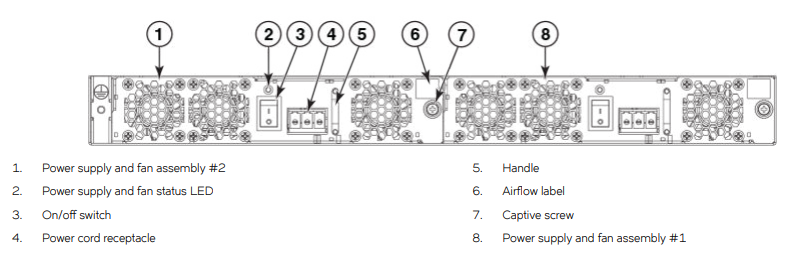 1 2 3 4 5 6 7 8
1. Power supply and fan assembly #2
2. Power supply and fan status LED
3. On/off switch
4. Power cord receptacle
5. Handle
6. Airflow label
7. Captive screw
8. Power supply and fan assembly #1